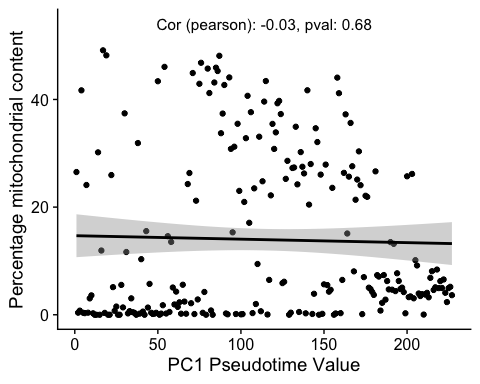 Cor (pearson): -0.03, pval: 0.68
Percentage mitochondrial content
40
20
0
0
50
100
150
200
PC1 Pseudotime Value